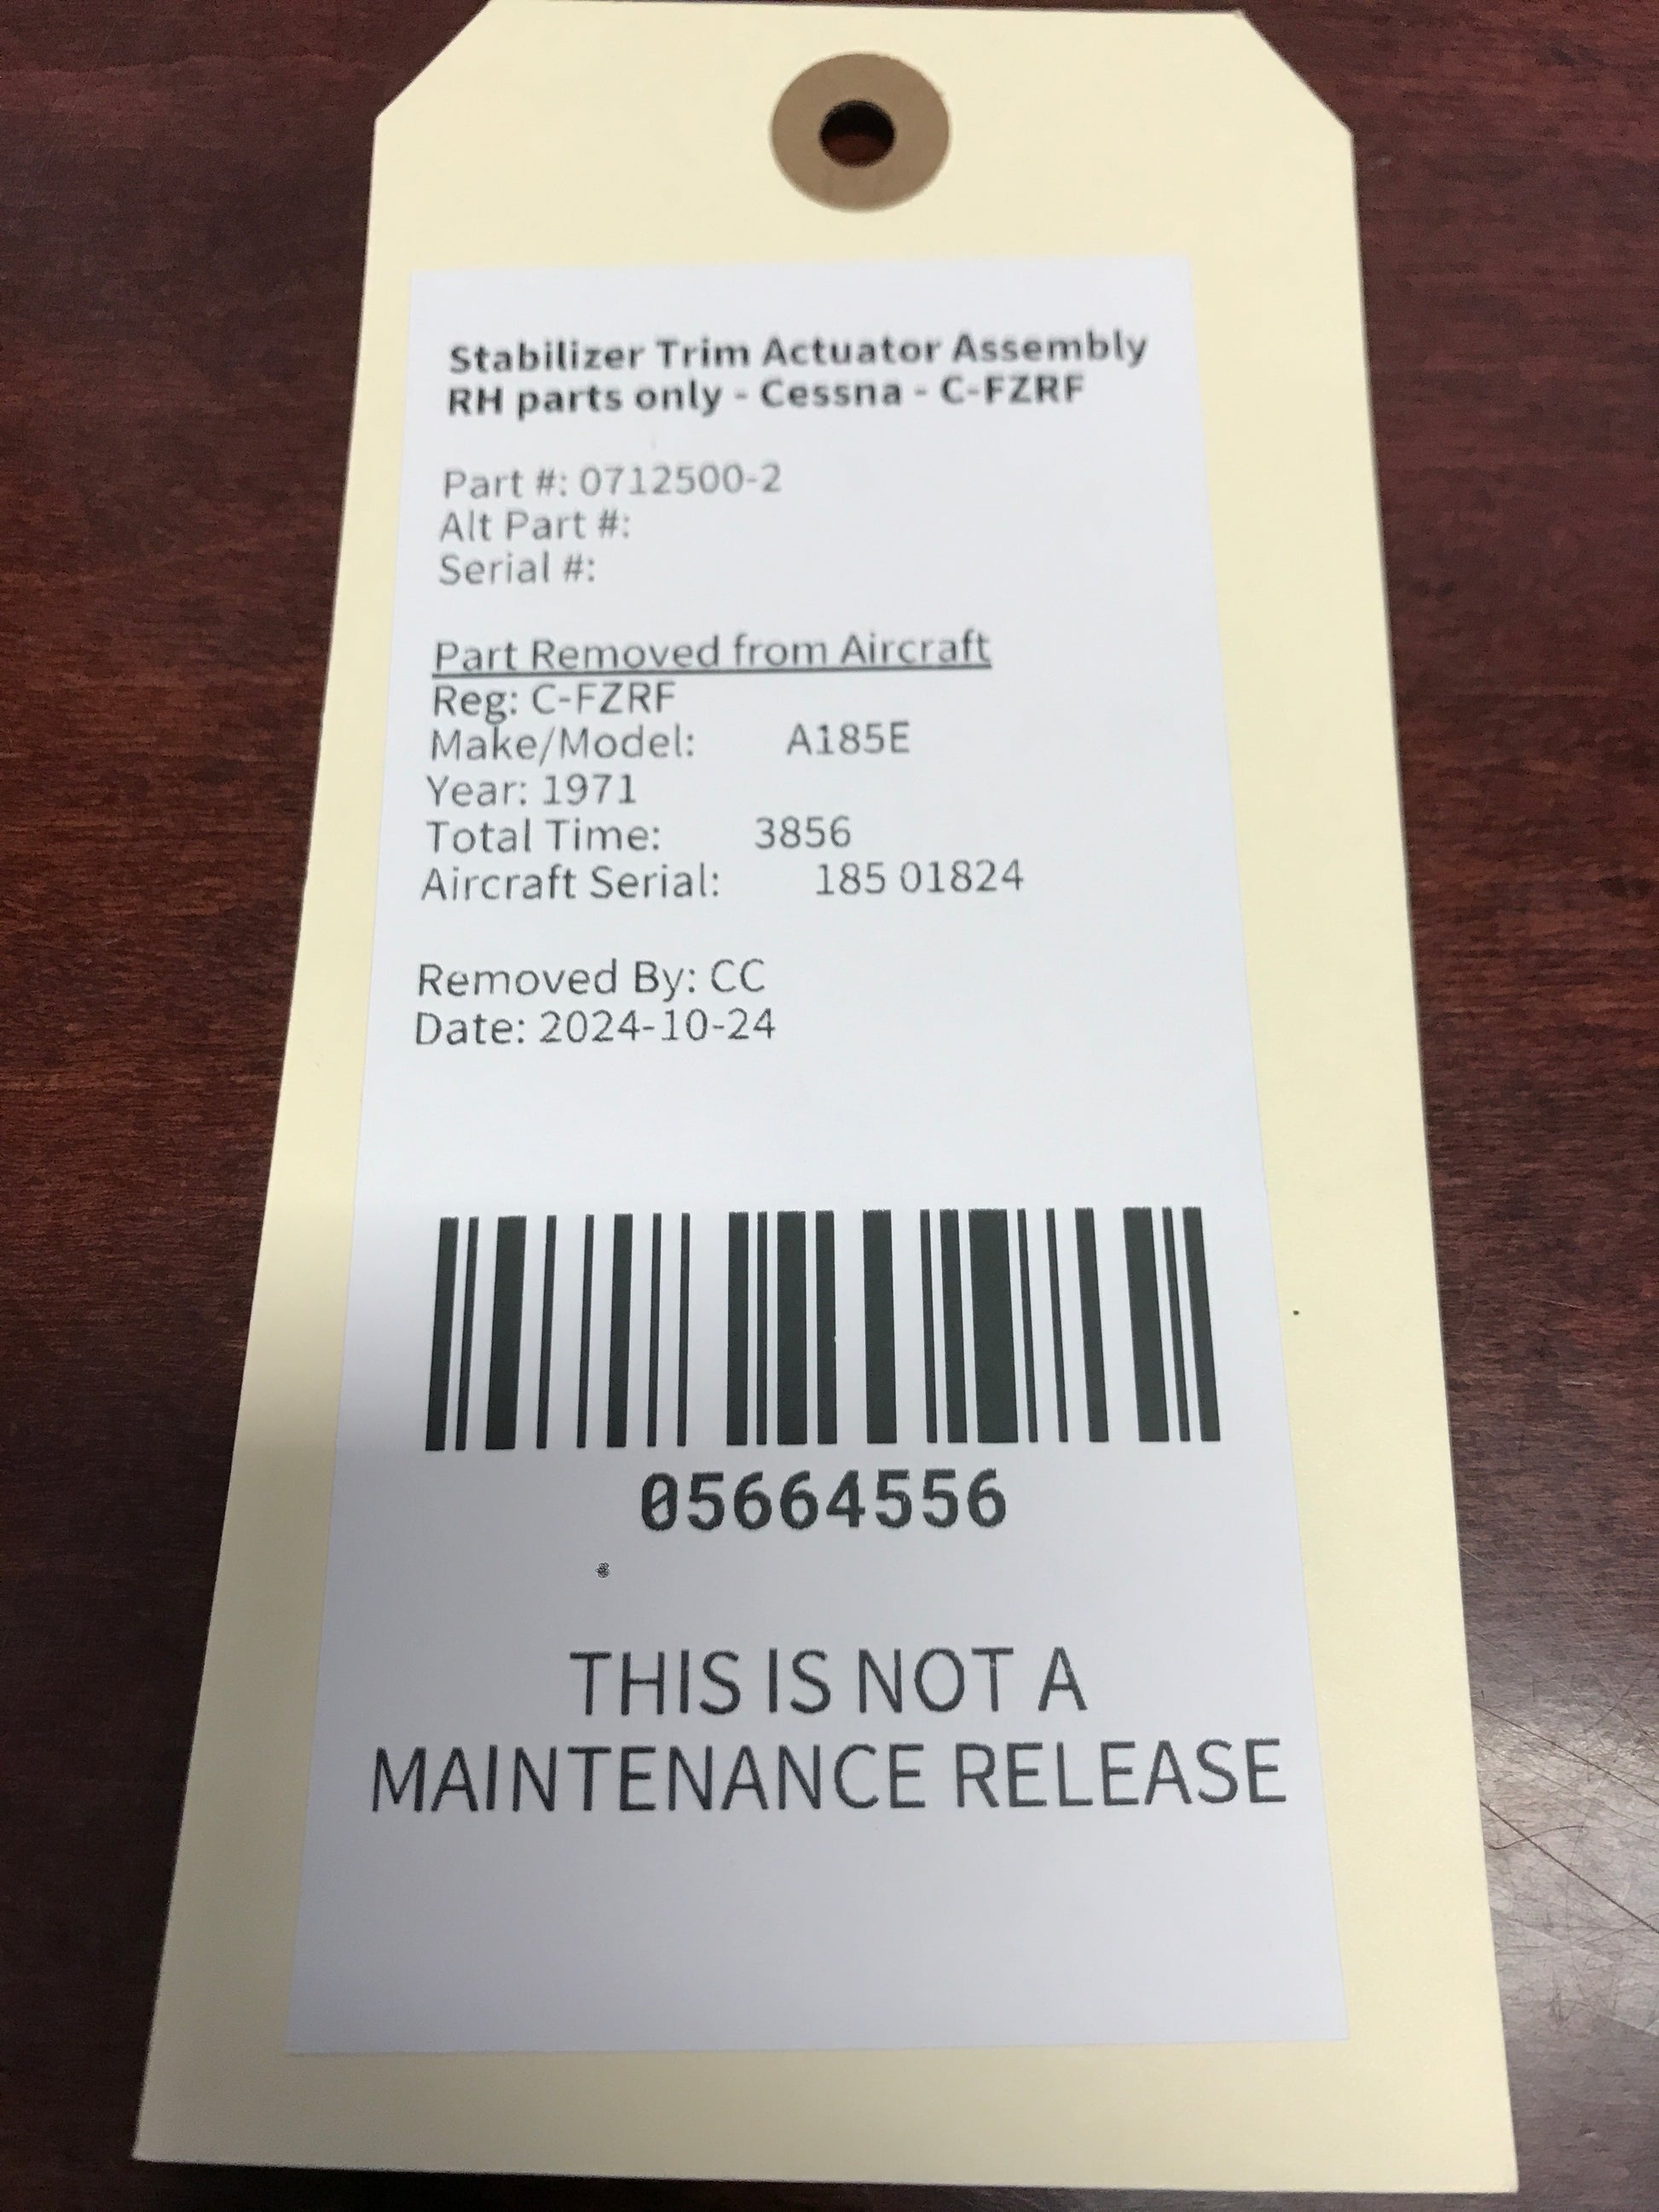 Stabilizer Trim Actuator Assembly
RH parts only - Cessna - C-FZRF
Part #: 0712500-2
Alt Part #:
Serial #:
Part Removed from Aircraft
Reg: C-FZRF
Make/Model: A185E
Year: 1971
Total Time: 3856
Aircraft Serial: 185 01824
Removed By: CC
Date: 2024-10-24
05664556
THIS IS NOT A
MAINTENANCE RELEASE